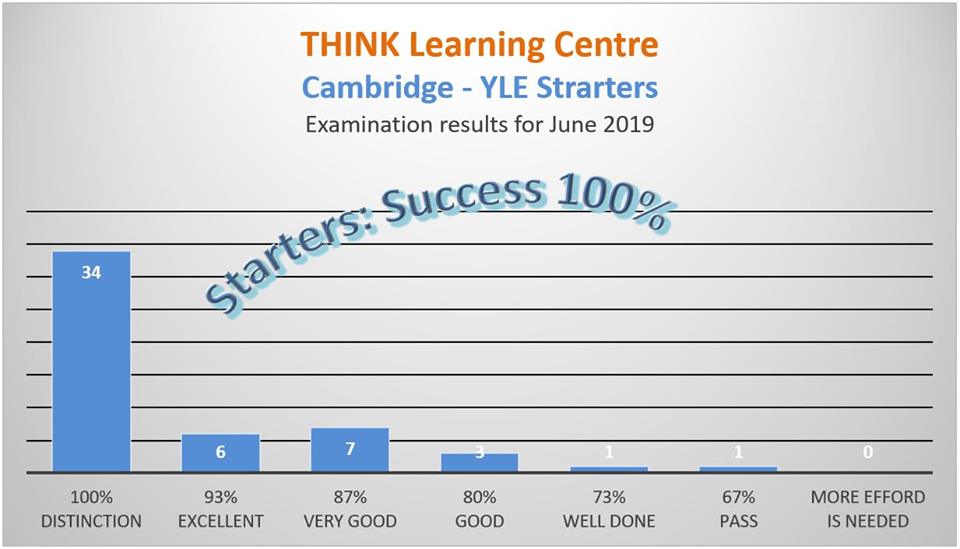 THINK Learning Centre
Cambridge - YLE Strarters
Examination results for June 2019
Starters: Success 100%
34
6
7
3
1
1
0
100%
DISTINCTION
93%
EXCELLENT
87%
VERY GOOD
80%
GOOD
73%
WELL DONE
67%
PASS
MORE EFFORD
IS NEEDED